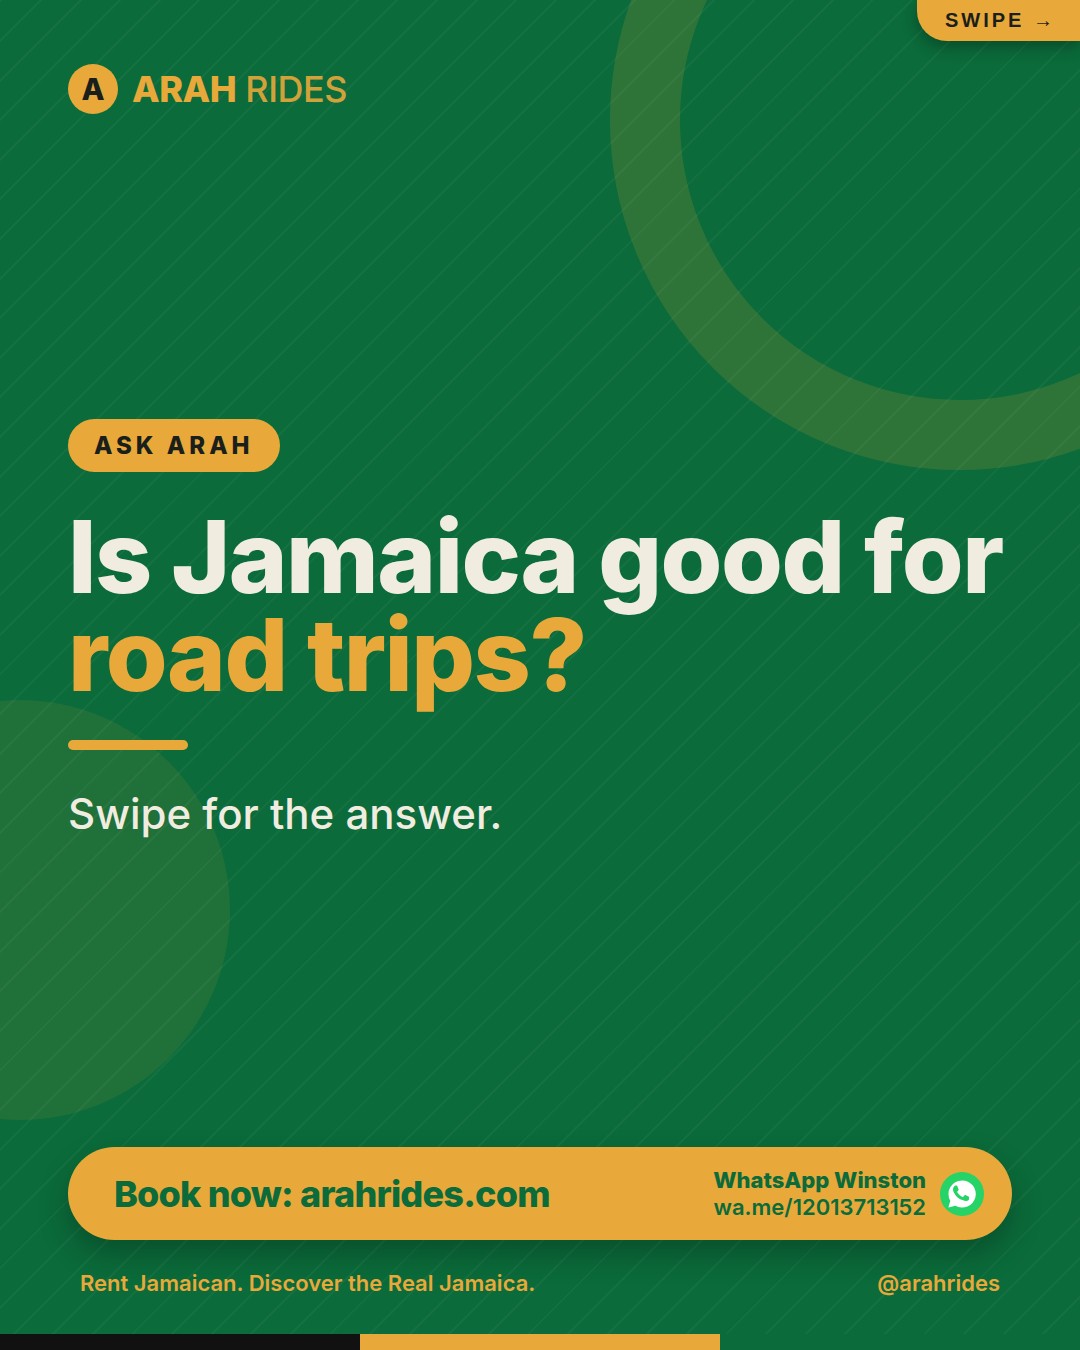 SWIPE →
A ARAH RIDES
ASK ARAH
Is Jamaica good for
road trips?
Swipe for the answer.
Book now: arahrides.com
WhatsApp Winston
wa.me/12013713152
Rent Jamaican. Discover the Real Jamaica.
@arahrides